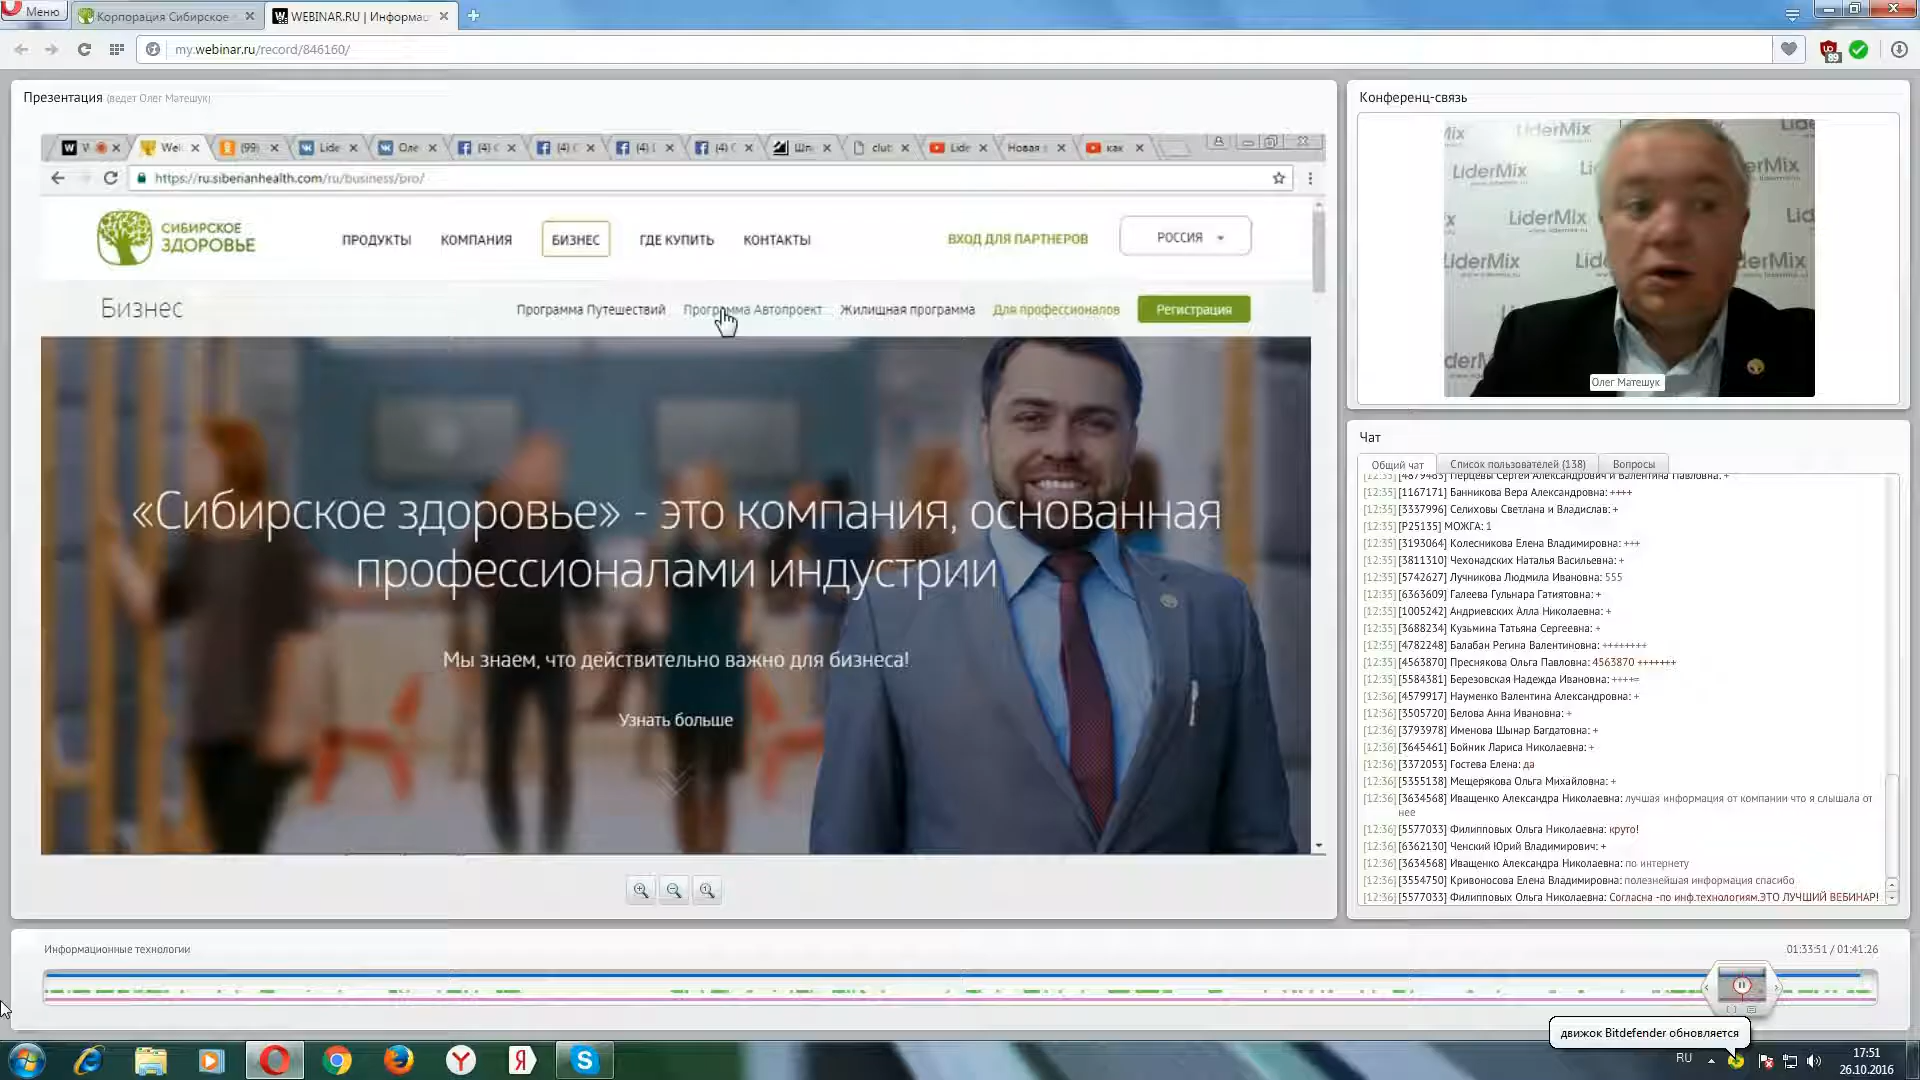 Меню
Корпорация Сибирское
WEBINAR.RU | Информац
my.webinar.ru/record/846160/
Презентация (ведет Олег Матешук)
Конференц-связь
https://ru.siberianhealth.com/ru/business/pro/
СИБИРСКОЕ
ЗДОРОВЬЕ
ПРОДУКТЫ КОМПАНИЯ БИЗНЕС ГДЕ КУПИТЬ КОНТАКТЫ ВХОД ДЛЯ ПАРТНЕРОВ РОССИЯ
Бизнес
Программа Путешествий Программа Автопроект Жилищная программа Для профессионалов Регистрация
«Сибирское здоровье» - это компания, основанная
профессионалами индустрии
Мы знаем, что действительно важно для бизнеса!
Узнать больше
LiderMix
Олег Матешук
Чат
Общий чат Список пользователей (138) Вопросы
[12:35] [4879483] Перцевы Сергей Александрович и Валентина Павловна: +
[12:35] [1167171] Банникова Вера Александровна: ++++
[12:35] [3337996] Селиховы Светлана и Владислав: +
[12:35] [P25135] МОЖГА: 1
[12:35] [3193064] Колесникова Елена Владимировна: +++
[12:35] [3811310] Чехонадских Наталья Васильевна: +
[12:35] [5742627] Лучникова Людмила Ивановна: 555
[12:35] [6363609] Галеева Гульнара Гатиятовна: +
[12:35] [1005242] Андриевских Алла Николаевна: +
[12:35] [3688234] Кузьмина Татьяна Сергеевна: +
[12:35] [4782248] Балабан Регина Валентиновна: ++++++++
[12:35] [4563870] Преснякова Ольга Павловна: 4563870 +++++++
[12:35] [5584381] Березовская Надежда Ивановна: ++++=
[12:36] [4579917] Науменко Валентина Александровна: +
[12:36] [3505720] Белова Анна Ивановна: +
[12:36] [3793978] Именова Шынар Багдатовна: +
[12:36] [3645461] Бойник Лариса Николаевна: +
[12:36] [3372053] Гостева Елена: да
[12:36] [5355138] Мещерякова Ольга Михайловна: +
[12:36] [3634568] Иващенко Александра Николаевна: лучшая информация от компании что я слышала от
нее
[12:36] [5577033] Филипповых Ольга Николаевна: круто!
[12:36] [6362130] Ченский Юрий Владимирович: +
[12:36] [3634568] Иващенко Александра Николаевна: по интернету
[12:36] [3554750] Кривоносова Елена Владимировна: полезнейшая информация спасибо
[12:36] [5577033] Филипповых Ольга Николаевна: Согласна -по инф.технологиям.ЭТО ЛУЧШИЙ ВЕБИНАР!
Информационные технологии
01:33:51 / 01:41:26
движок Bitdefender обновляется
RU
17:51
26.10.2016